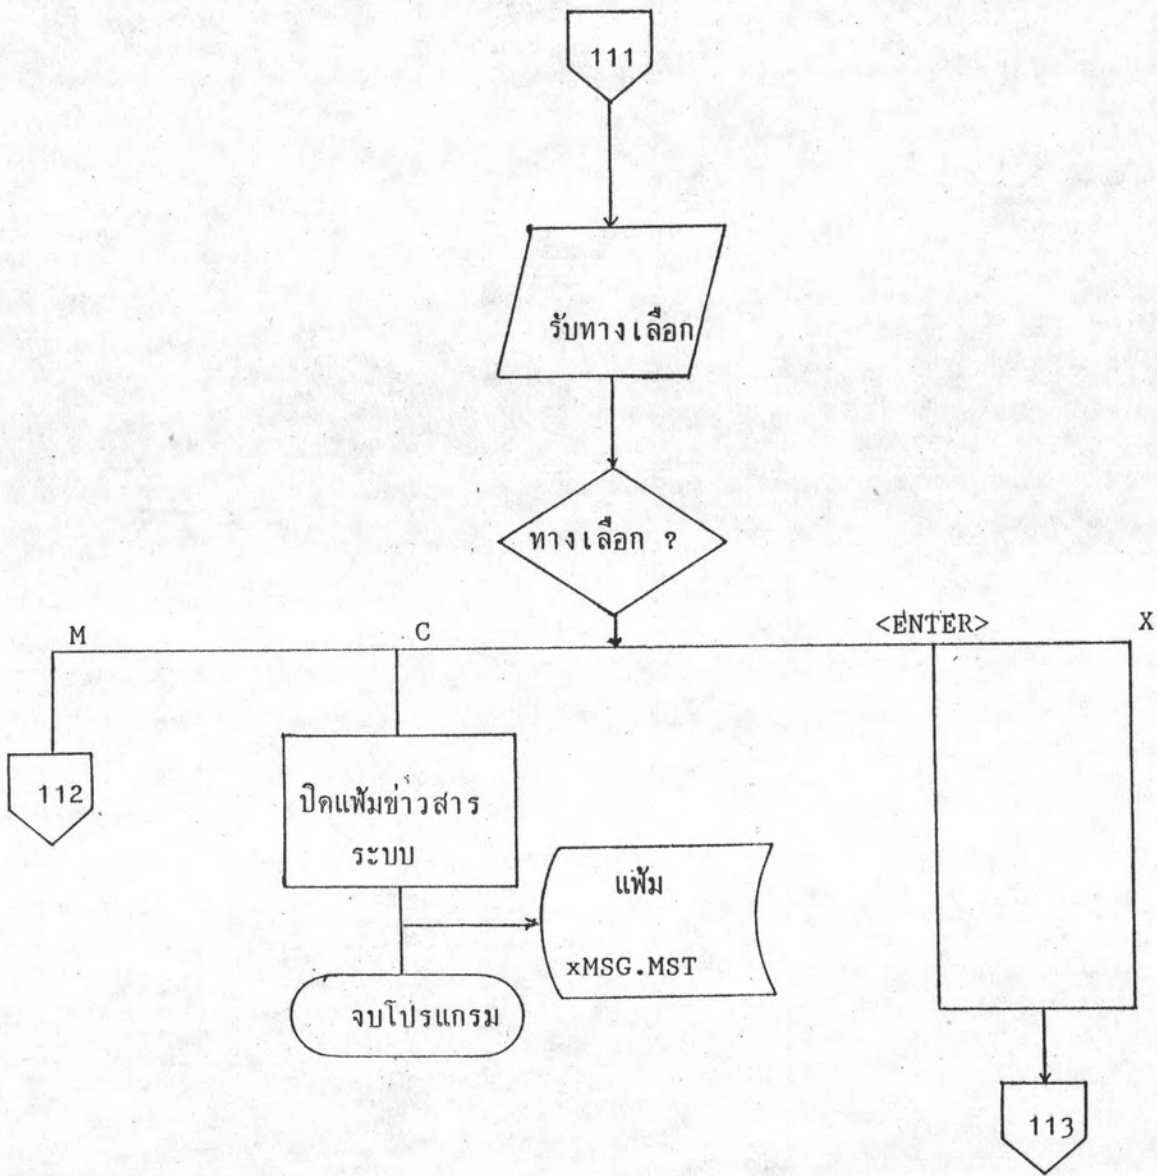 111
รับทางเลือก
ทางเลือก ?
M
C
<ENTER>
X
112
ปิดแฟ้มข่าวสาร
ระบบ
แฟ้ม
xMSG.MST
จบโปรแกรม
113